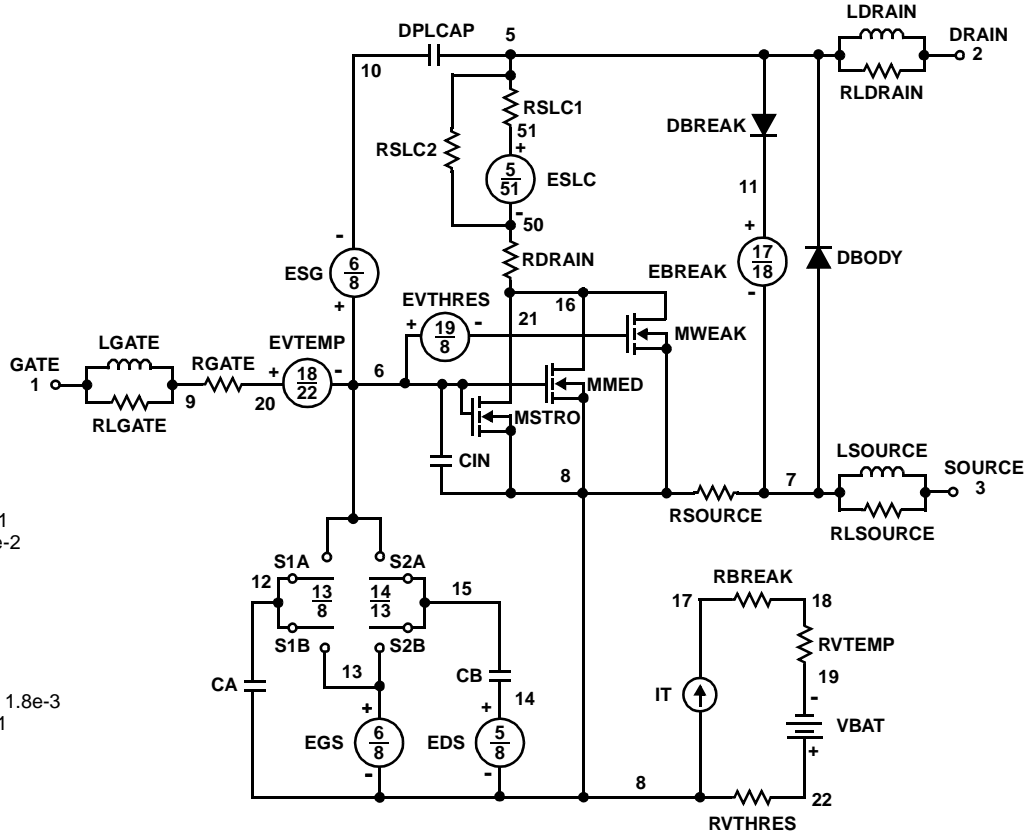 LDRAIN
DPLCAP 5 DRAIN
10 2
RLDRAIN
RSLC1
DBREAK
51
RSLC2 +
5
51
ESLC
11
-
50
- +
17
18
RDRAIN DBODY
6
8
EBREAK
ESG
EVTHRES -
+ 16
+ 19
8
- 21
MWEAK
LGATE EVTEMP
GATE RGATE + 18
22
- 6
MMED
1
9 20
MSTRO
RLGATE
LSOURCE
CIN SOURCE
8 7 3
RSOURCE
RLSOURCE
1
e-2
S1A S2A
12 13
8
14
13
15 RBREAK
17 18
S1B S2B RVTEMP
13
CB 19
CA
14 IT -
1.8e-3
1
+ + VBAT
EGS 6
8
EDS 5
8
+
- -
8 22
RVTHRES